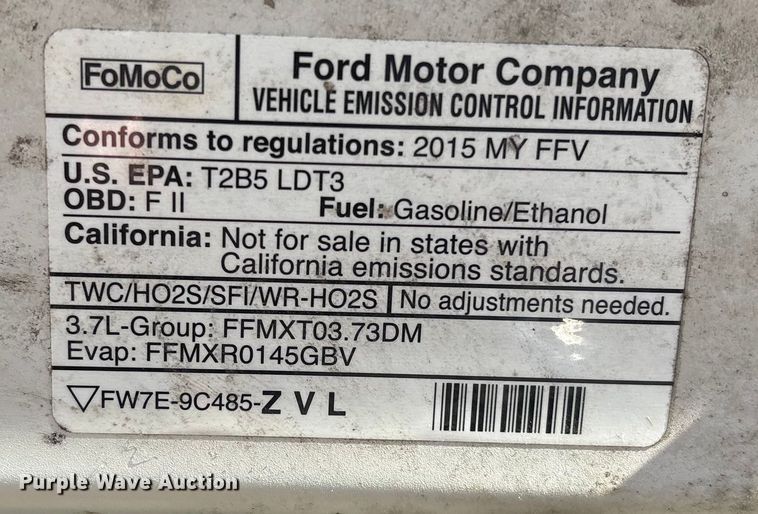 FoMoCo
Ford Motor Company
VEHICLE EMISSION CONTROL INFORMATION
Conforms to regulations: 2015 MY FFV
U.S. EPA: T2B5 LDT3
OBD: F II Fuel: Gasoline/Ethanol
California: Not for sale in states with
California emissions standards.
TWC/HO2S/SFI/WR-HO2S No adjustments needed.
3.7L-Group: FFMXT03.73DM
Evap: FFMXR0145GBV
▽FW7E-9C485-Z V L
Purple Wave Auction